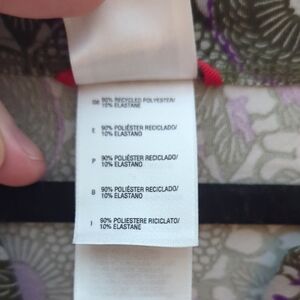 GB 90% RECYCLED POLYESTER/
10% ELASTANE
E 90% POLIÉSTER RECICLADO/
10% ELASTANO
P 90% POLIÉSTER RECICLADO/
10% ELASTANO
B 90% POLIÉSTER RECICLADO/
10% ELASTANO
I 90% POLIESTERE RICICLATO/
10% ELASTANE